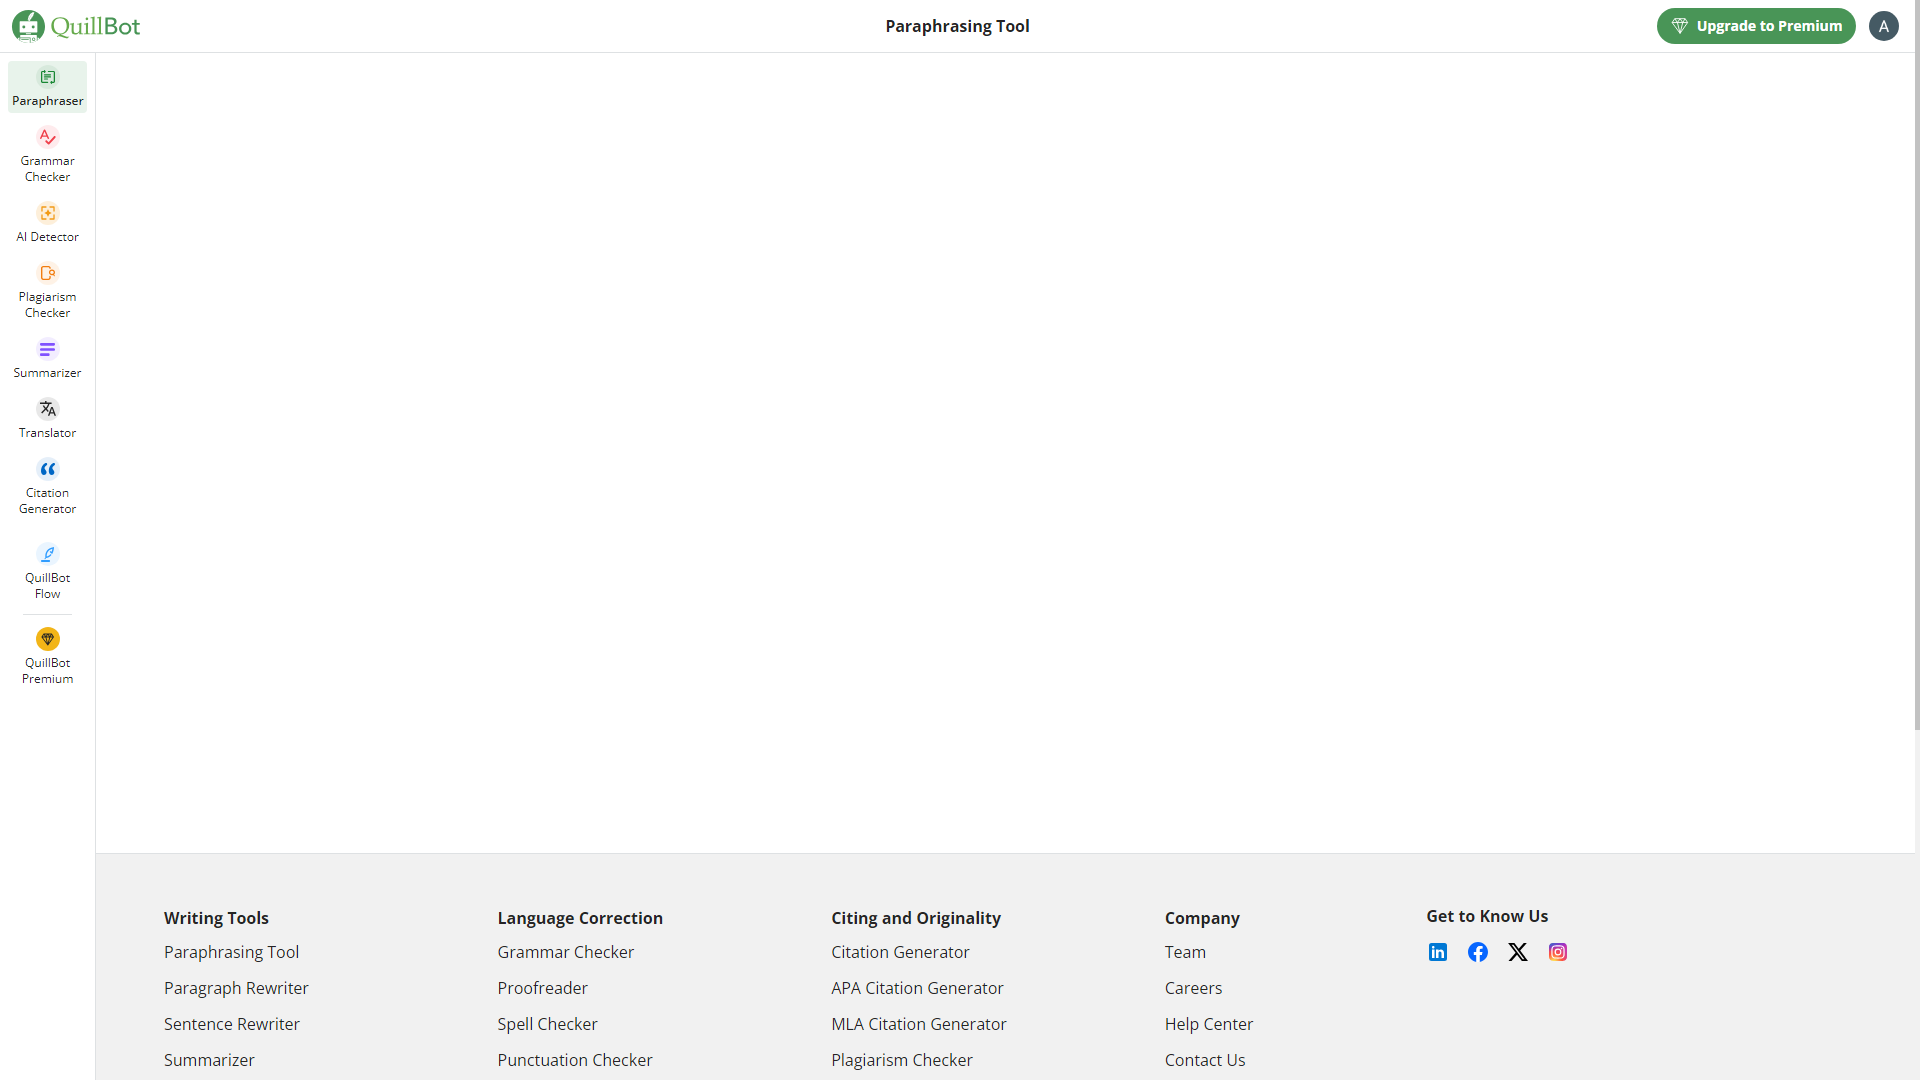 QuillBot
Paraphrasing Tool
Upgrade to Premium
A
Paraphraser
Grammar
Checker
AI Detector
Plagiarism
Checker
Summarizer
Translator
Citation
Generator
QuillBot
Flow
QuillBot
Premium
Writing Tools
Paraphrasing Tool
Paragraph Rewriter
Sentence Rewriter
Summarizer
Language Correction
Grammar Checker
Proofreader
Spell Checker
Punctuation Checker
Citing and Originality
Citation Generator
APA Citation Generator
MLA Citation Generator
Plagiarism Checker
Company
Team
Careers
Help Center
Contact Us
Get to Know Us